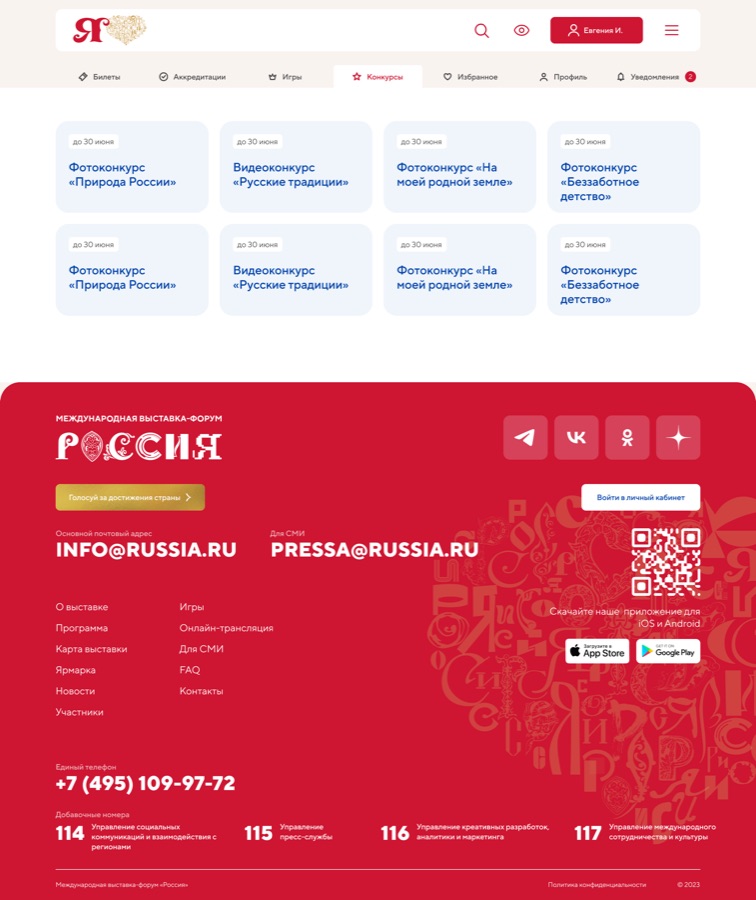 Я
Евгения И.
Билеты
Аккредитации
Игры
Конкурсы
Избранное
Профиль
Уведомления
2
до 30 июня
Фотоконкурс
«Природа России»
до 30 июня
Видеоконкурс
«Русские традиции»
до 30 июня
Фотоконкурс «На
моей родной земле»
до 30 июня
Фотоконкурс
«Беззаботное
детство»
до 30 июня
Фотоконкурс
«Природа России»
до 30 июня
Видеоконкурс
«Русские традиции»
до 30 июня
Фотоконкурс «На
моей родной земле»
до 30 июня
Фотоконкурс
«Беззаботное
детство»
МЕЖДУНАРОДНАЯ ВЫСТАВКА-ФОРУМ
РОССИЯ
Голосуй за достижения страны
Войти в личный кабинет
Основной почтовый адрес
INFO@RUSSIA.RU
Для СМИ
PRESSA@RUSSIA.RU
Скачайте наше приложение для
iOS и Android
Загрузите в
App Store
GET IT ON
Google Play
О выставке
Программа
Карта выставки
Ярмарка
Новости
Участники
Игры
Онлайн-трансляция
Для СМИ
FAQ
Контакты
Единый телефон
+7 (495) 109-97-72
Добавочные номера
114
Управление социальных
коммуникаций и взаимодействия с
регионами
115
Управление
пресс-службы
116
Управление креативных разработок,
аналитики и маркетинга
117
Управление международного
сотрудничества и культуры
Международная выставка-форум «Россия»
Политика конфиденциальности
© 2023